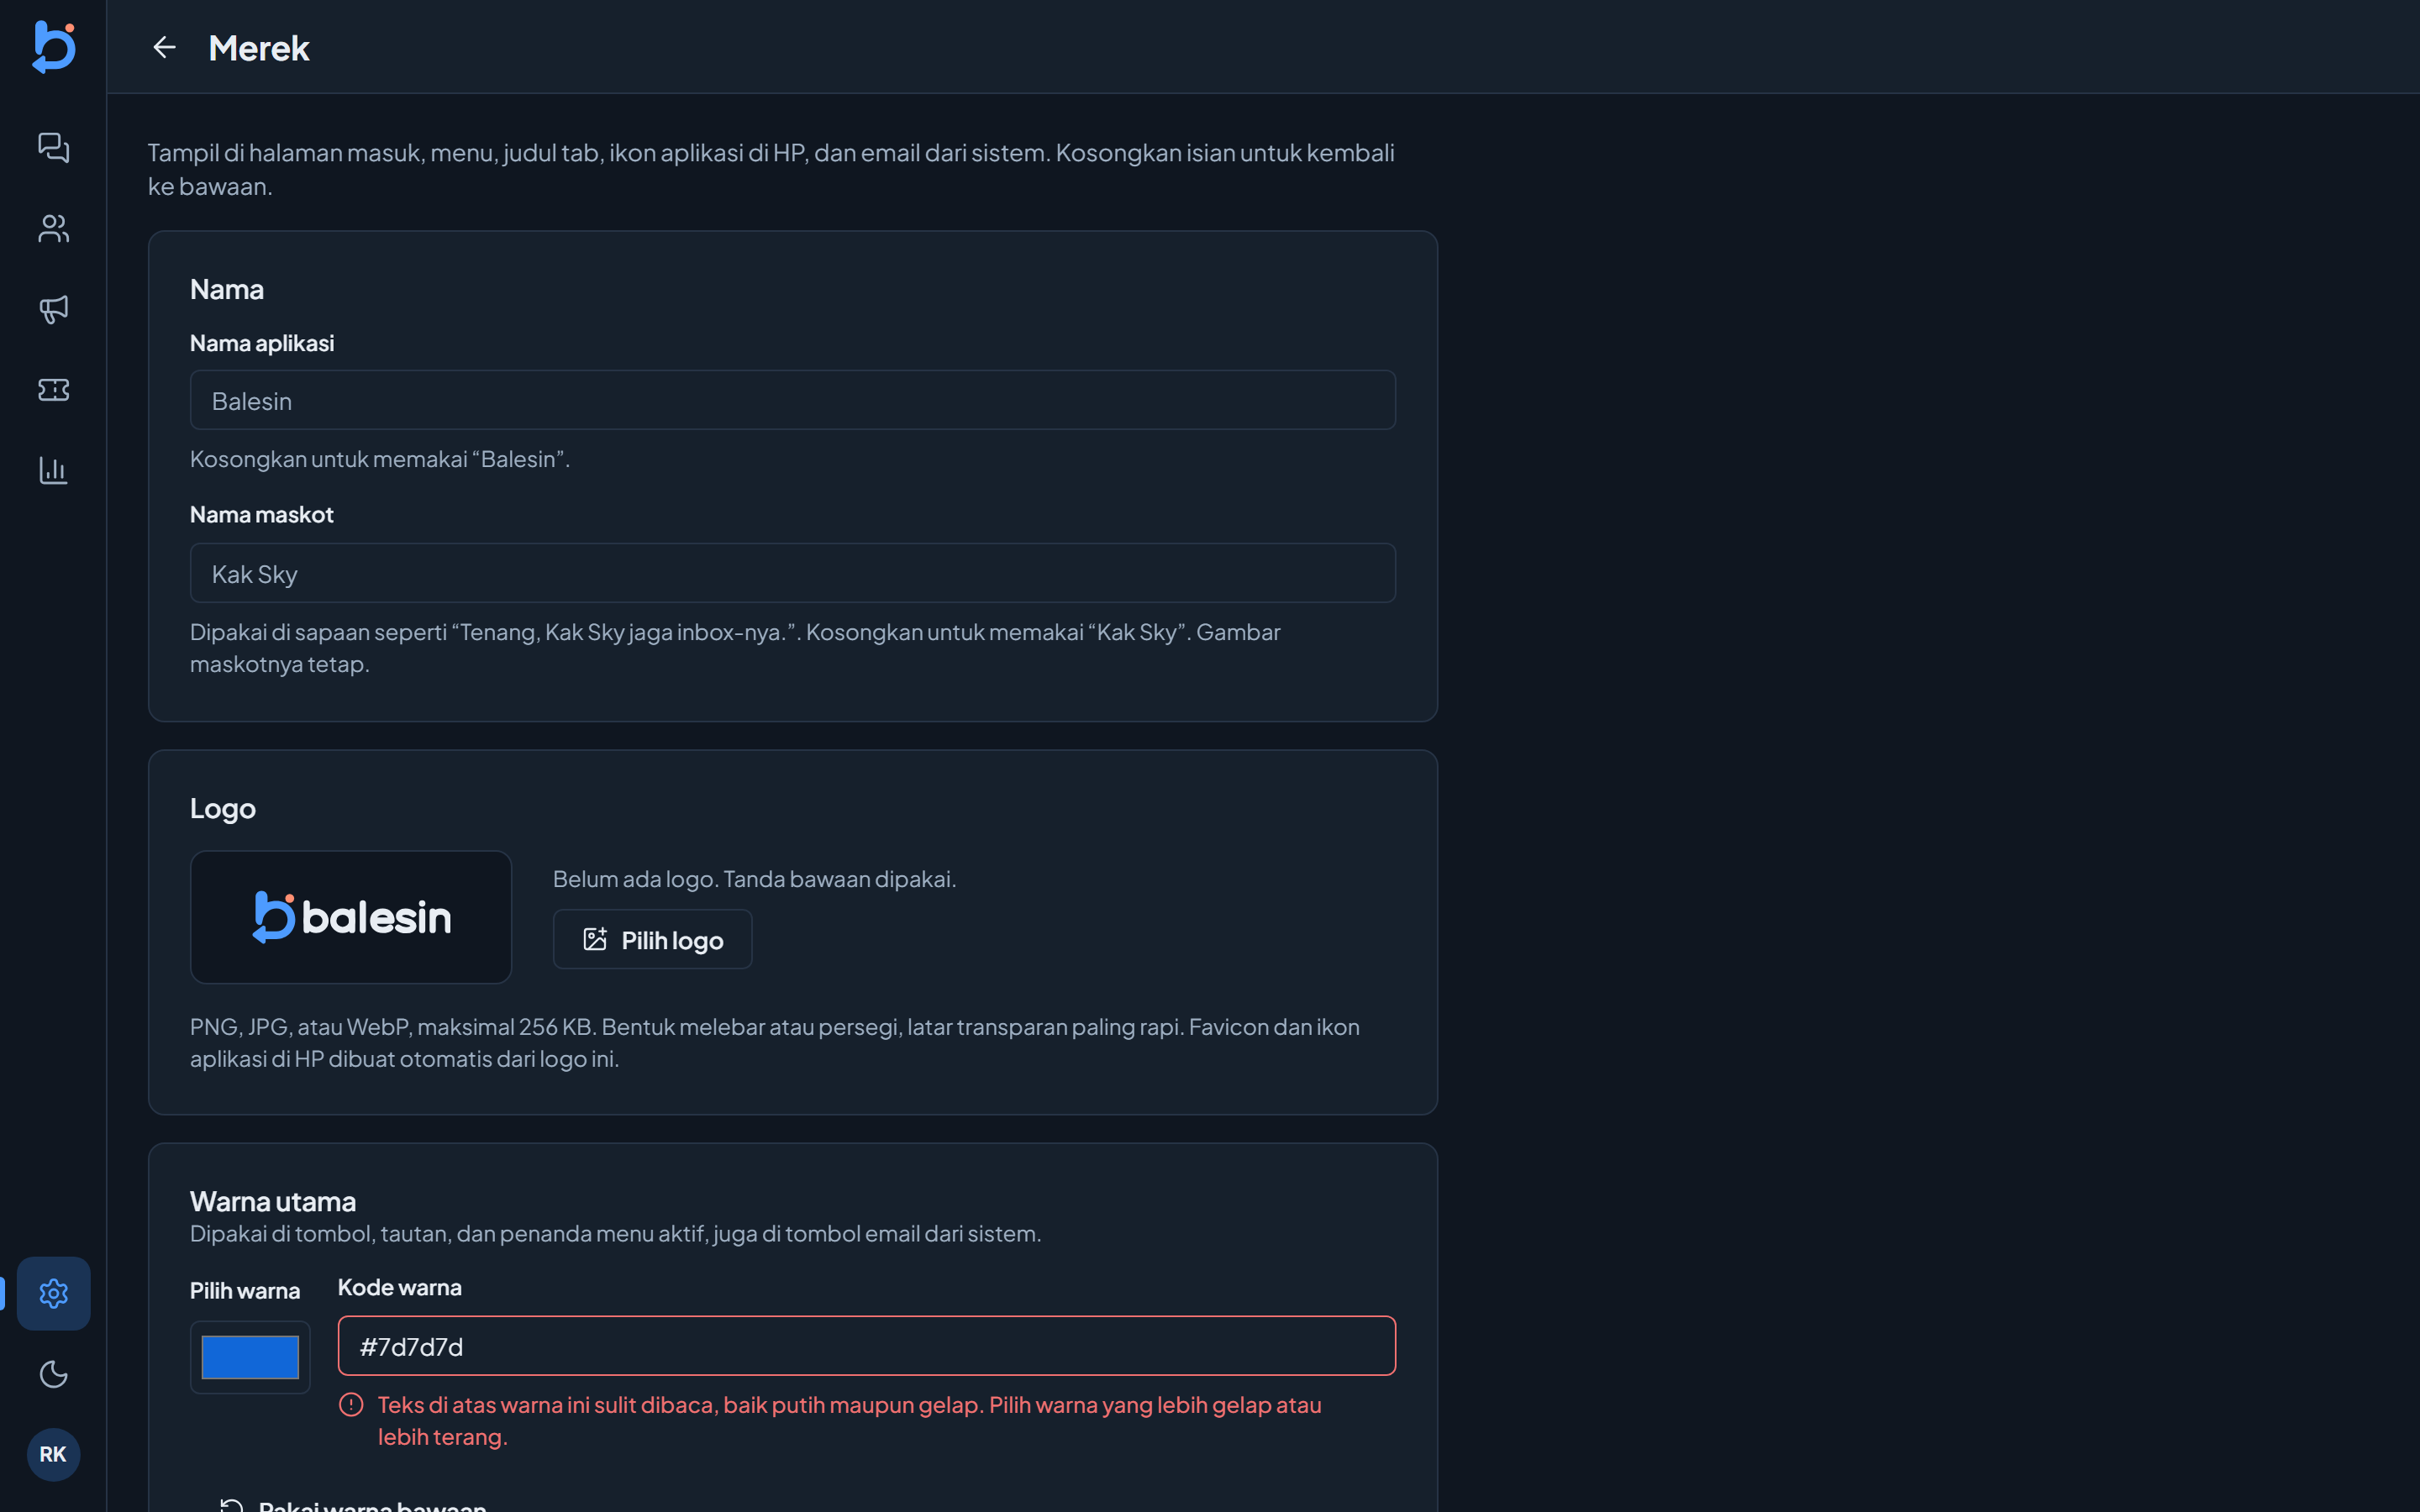 Merek
Tampil di halaman masuk, menu, judul tab, ikon aplikasi di HP, dan email dari sistem. Kosongkan isian untuk kembali
ke bawaan.
Nama
Nama aplikasi
Balesin
Kosongkan untuk memakai “Balesin”.
Nama maskot
Kak Sky
Dipakai di sapaan seperti “Tenang, Kak Sky jaga inbox-nya.”. Kosongkan untuk memakai “Kak Sky”. Gambar
maskotnya tetap.
Logo
balesin
Belum ada logo. Tanda bawaan dipakai.
Pilih logo
PNG, JPG, atau WebP, maksimal 256 KB. Bentuk melebar atau persegi, latar transparan paling rapi. Favicon dan ikon
aplikasi di HP dibuat otomatis dari logo ini.
Warna utama
Dipakai di tombol, tautan, dan penanda menu aktif, juga di tombol email dari sistem.
Pilih warna
Kode warna
#7d7d7d
Teks di atas warna ini sulit dibaca, baik putih maupun gelap. Pilih warna yang lebih gelap atau
lebih terang.
RK
Pakai warna bawaan